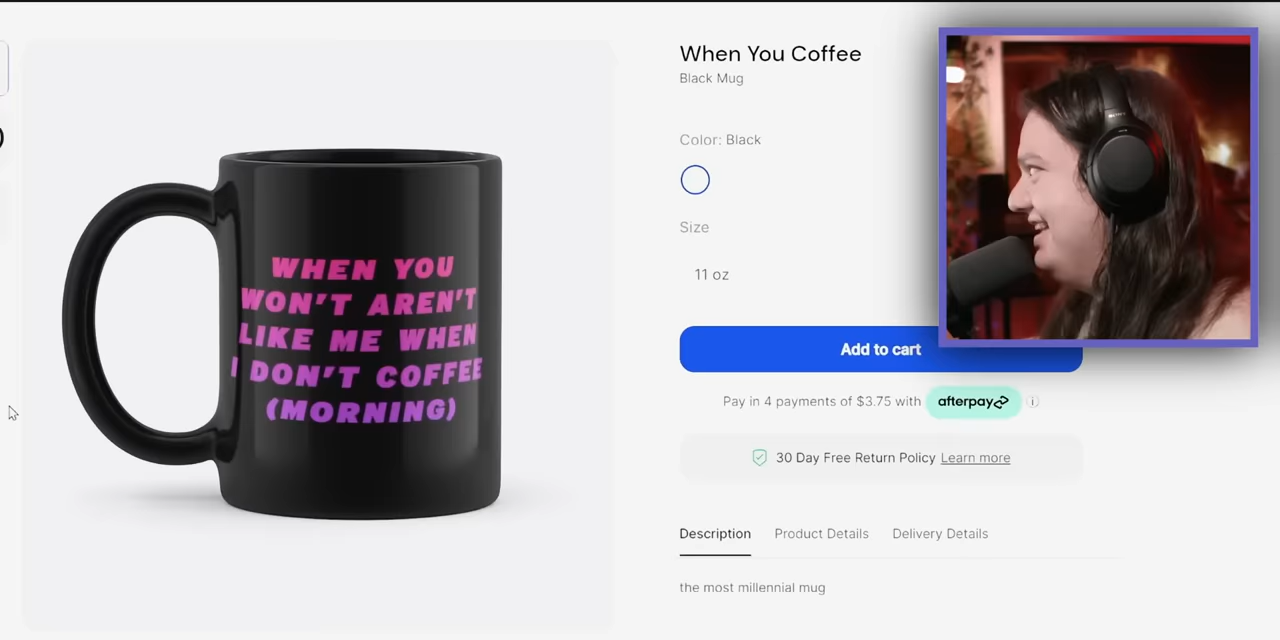 WHEN YOU
WON'T AREN'T
LIKE ME WHEN
I DON'T COFFEE
(MORNING)
When You Coffee
Black Mug
Color: Black
Size
11 oz
Add to cart
Pay in 4 payments of $3.75 with afterpay
30 Day Free Return Policy Learn more
Description Product Details Delivery Details
the most millennial mug
SONY